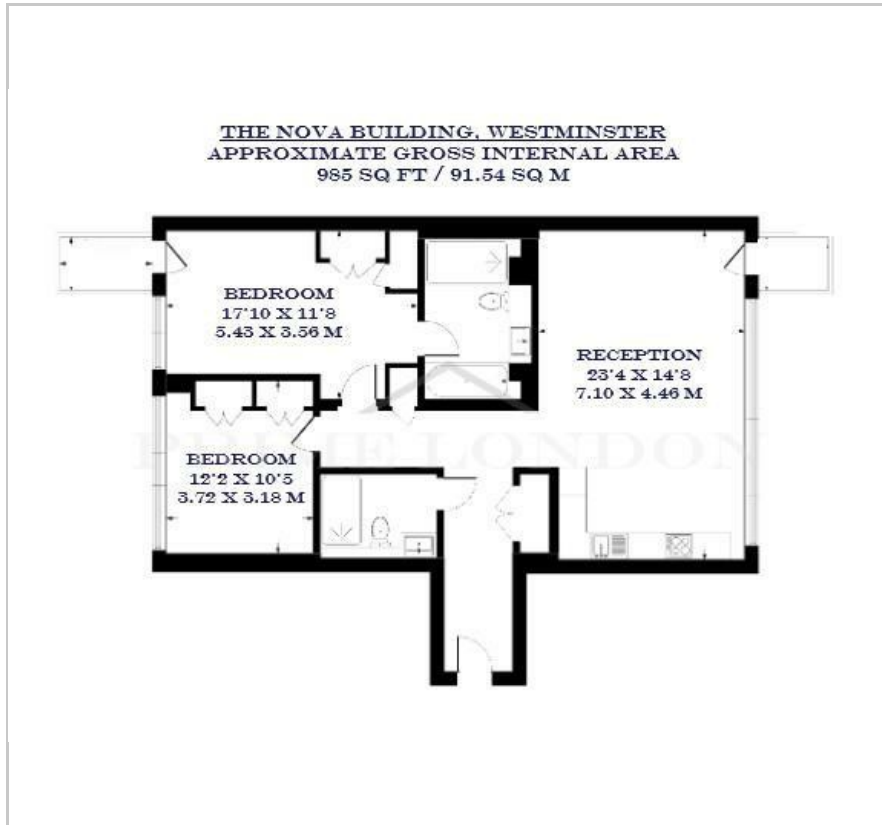 THE NOVA BUILDING, WESTMINSTER
APPROXIMATE GROSS INTERNAL AREA
985 SQ FT / 91.54 SQ M
BEDROOM
17'10 X 11'8
5.43 X 3.56 M
RECEPTION
23'4 X 14'8
7.10 X 4.46 M
PRIME LONDON
BEDROOM
12'2 X 10'5
3.72 X 3.18 M